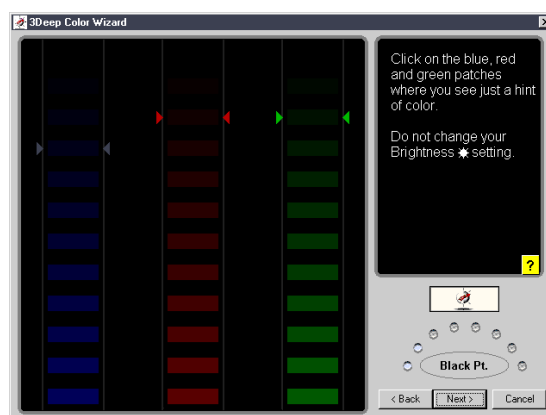 3Deep Color Wizard
Click on the blue, red
and green patches
where you see just a hint
of color.
Do not change your
Brightness setting.
?
Black Pt.
< Back
Next >
Cancel